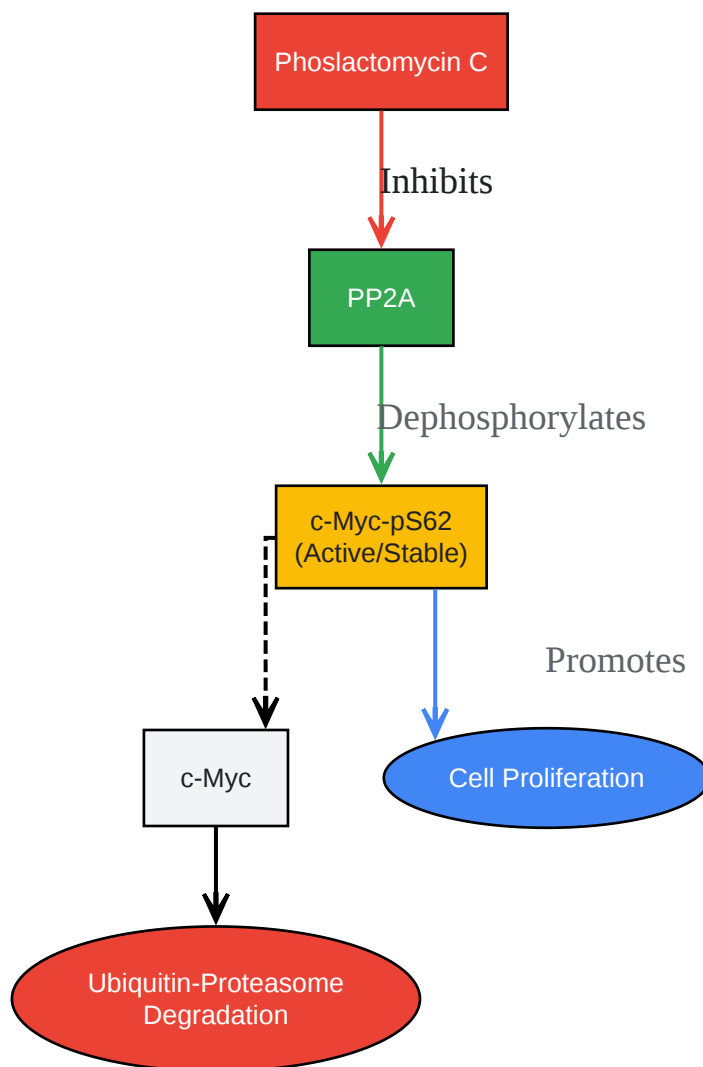 Phoslactomycin C
Inhibits
PP2A
Dephosphorylates
c-Myc-pS62
(Active/Stable)
Promotes
c-Myc
Cell Proliferation
Ubiquitin-Proteasome
Degradation